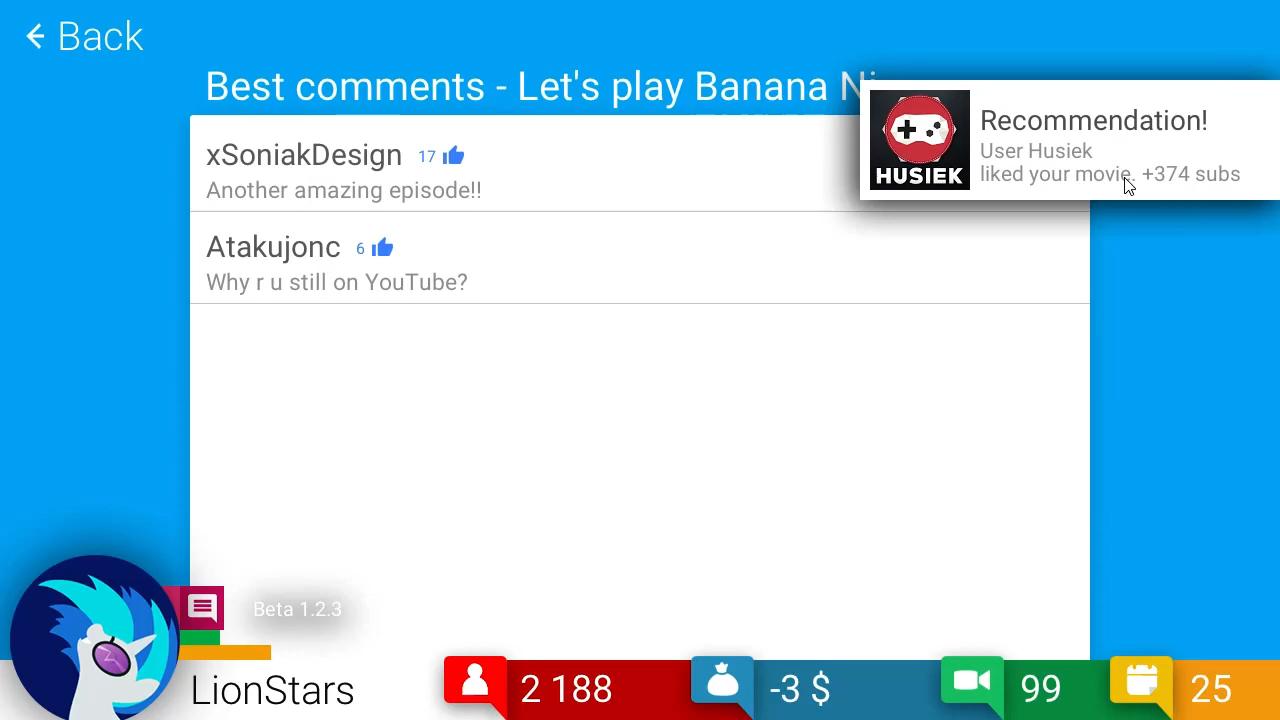 Back
Best comments - Let's play Banana Ni
Recommendation!
User Husiek
liked your movie. +374 subs
HUSIEK
xSoniakDesign 17
Another amazing episode!!
Atakujonc 6
Why r u still on YouTube?
Beta 1.2.3
LionStars
2 188
-3 $
99
25